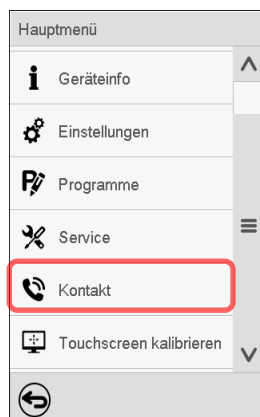 Hauptmenü
Geräteinfo
Einstellungen
Programme
Service
Kontakt
Touchscreen kalibrieren